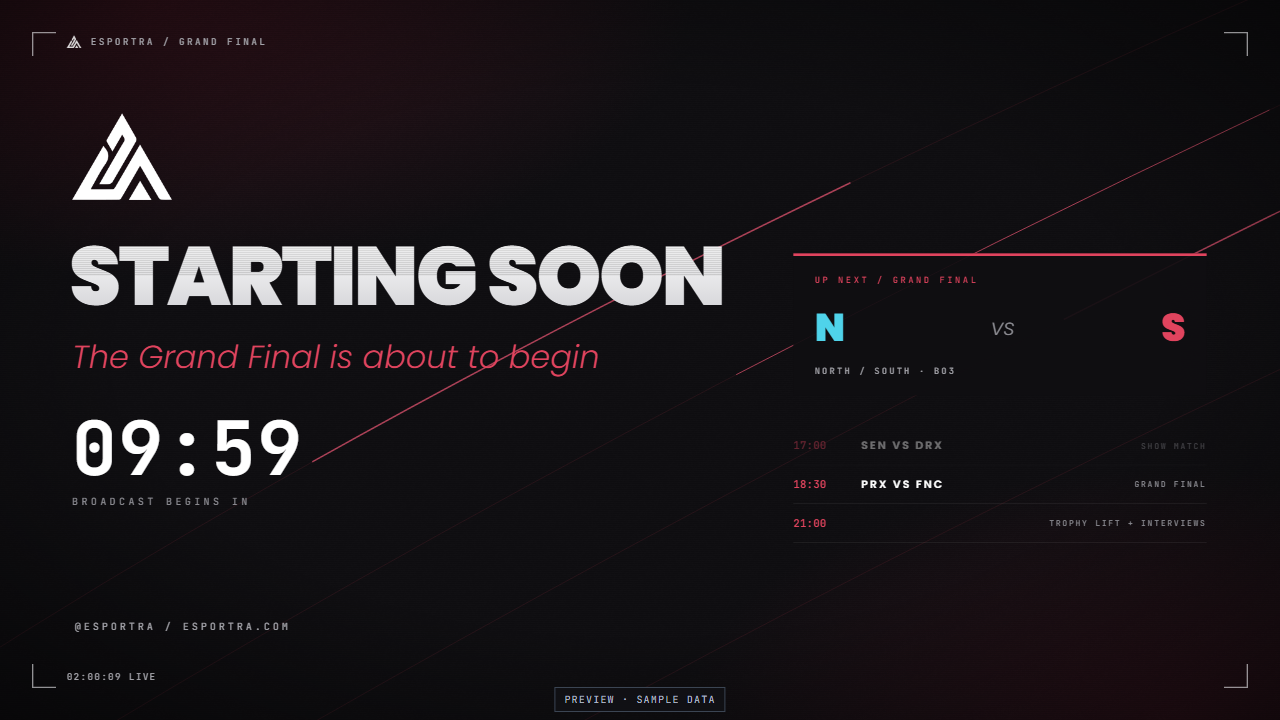 ESPORTRA / GRAND FINAL
STARTING SOON
The Grand Final is about to begin
09:59
BROADCAST BEGINS IN
UP NEXT / GRAND FINAL
N VS S
NORTH / SOUTH · BO3
17:00 SEN VS DRX SHOW MATCH
18:30 PRX VS FNC GRAND FINAL
21:00 TROPHY LIFT + INTERVIEWS
@ESPORTRA / ESPORTRA.COM
02:00:09 LIVE
PREVIEW · SAMPLE DATA